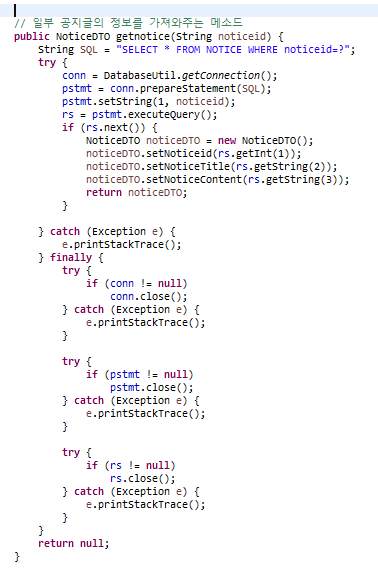 // 일부 공지글의 정보를 가져와주는 메소드
public NoticeDTO getnotice(String noticeid) {
    String SQL = "SELECT * FROM NOTICE WHERE noticeid=?";
    try {
        conn = DatabaseUtil.getConnection();
        pstmt = conn.prepareStatement(SQL);
        pstmt.setString(1, noticeid);
        rs = pstmt.executeQuery();
        if (rs.next()) {
            NoticeDTO noticeDTO = new NoticeDTO();
            noticeDTO.setNoticeid(rs.getInt(1));
            noticeDTO.setNoticeTitle(rs.getString(2));
            noticeDTO.setNoticeContent(rs.getString(3));
            return noticeDTO;
        }

    } catch (Exception e) {
        e.printStackTrace();
    } finally {
        try {
            if (conn != null)
                conn.close();
        } catch (Exception e) {
            e.printStackTrace();
        }

        try {
            if (pstmt != null)
                pstmt.close();
        } catch (Exception e) {
            e.printStackTrace();
        }

        try {
            if (rs != null)
                rs.close();
        } catch (Exception e) {
            e.printStackTrace();
        }
    }
    return null;
}